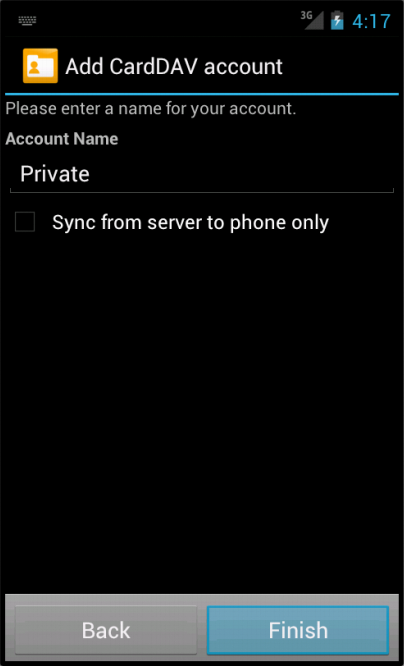 3G 4:17
Add CardDAV account
Please enter a name for your account.
Account Name
Private
Sync from server to phone only
Back Finish